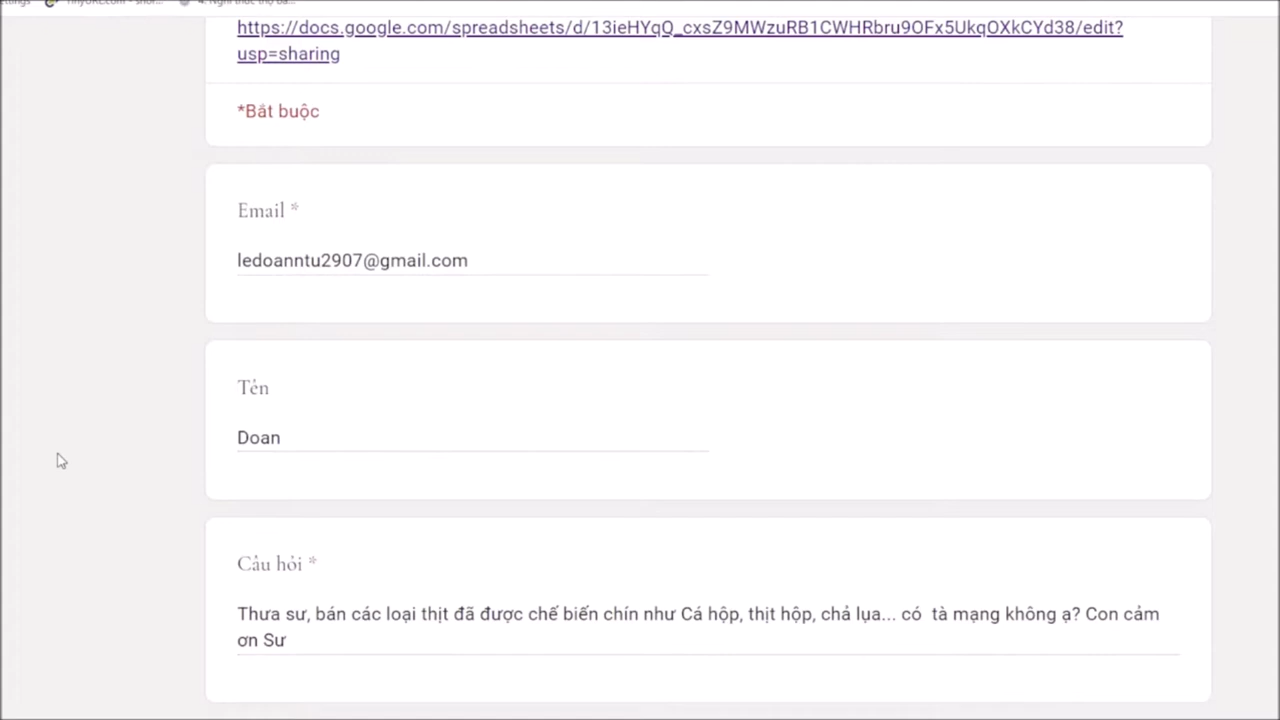 https://docs.google.com/spreadsheets/d/13ieHYqQ_cxsZ9MWzuRB1CWHRbru9OFx5UkqOXkCYd38/edit?
usp=sharing
*Bắt buộc
Email *
ledoanntu2907@gmail.com
Tên
Doan
Câu hỏi *
Thưa sư, bán các loại thịt đã được chế biến chín như Cá hộp, thịt hộp, chả lụa... có tà mạng không ạ? Con cảm
ơn Sư